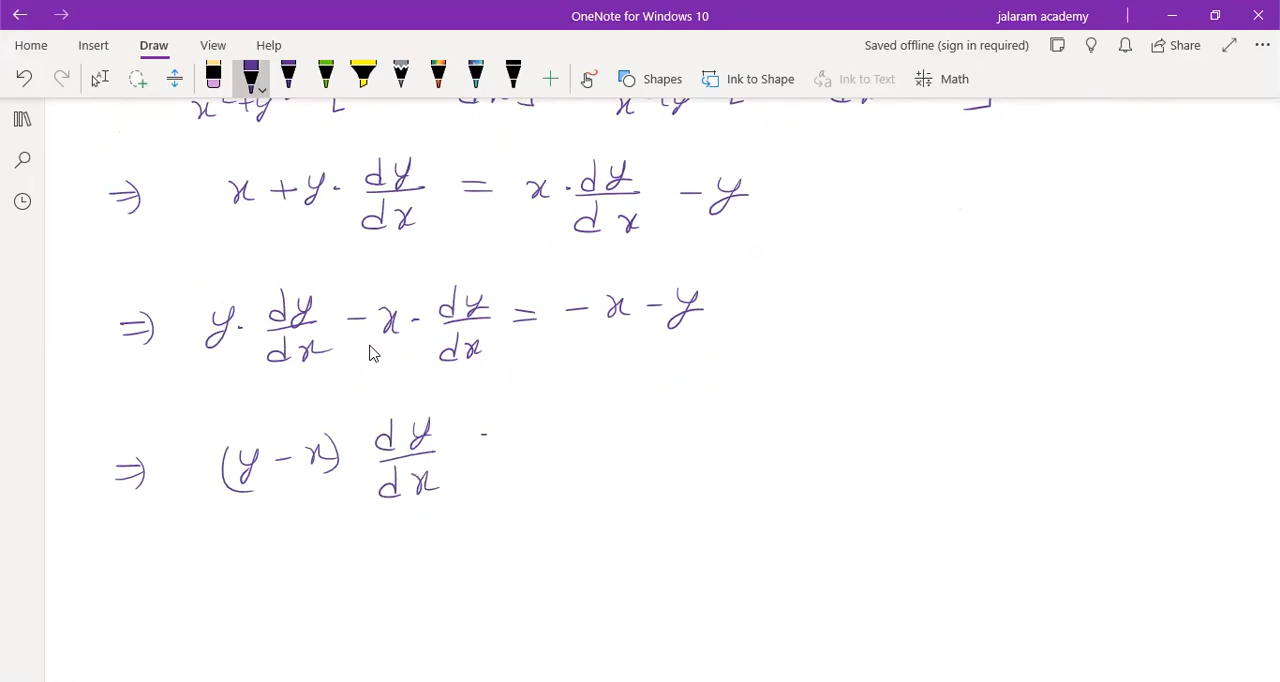 OneNote for Windows 10
jalaram academy
Home Insert Draw View Help
Saved offline (sign in required) Share
Shapes Ink to Shape Ink to Text Math
⇒ x + y · dy/dx = x · dy/dx - y
⇒ y · dy/dx - x · dy/dx = - x - y
⇒ (y - x) dy/dx